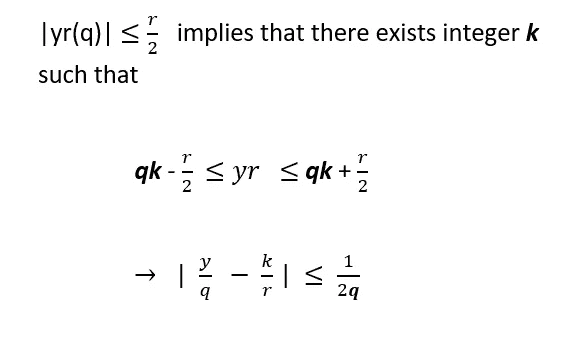 |yr(q)| ≤ r/2 implies that there exists integer k
such that
qk - r/2 ≤ yr ≤ qk + r/2
→ | y/q − k/r | ≤ 1/2q